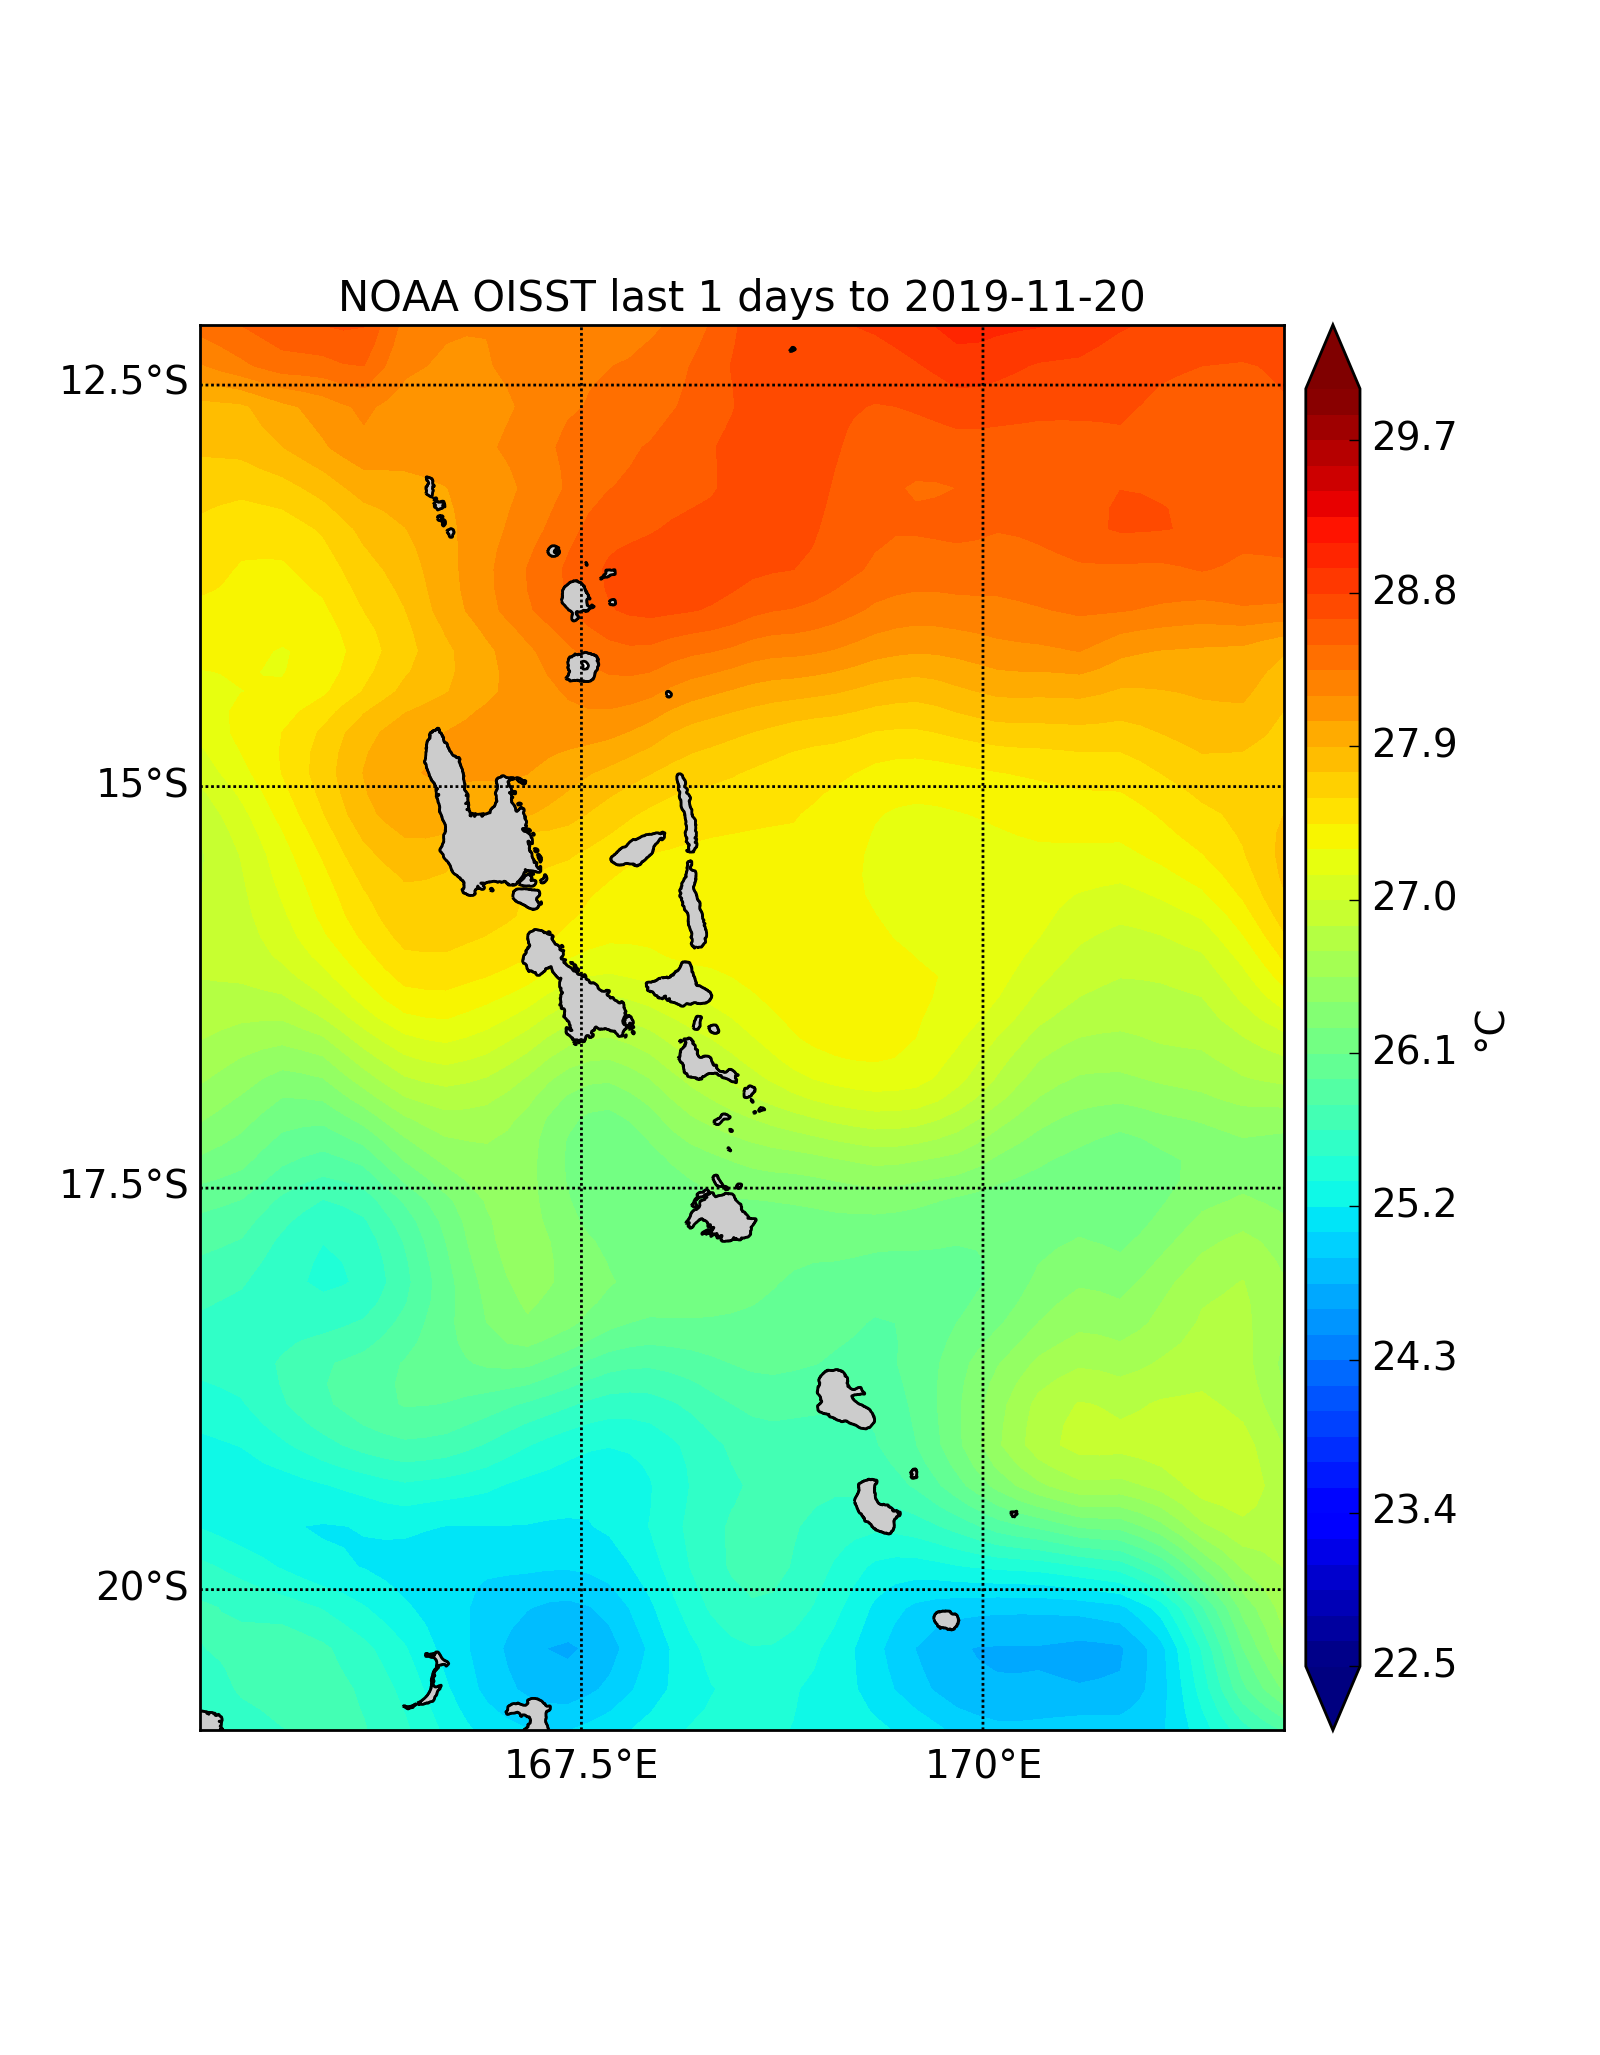 NOAA OISST last 1 days to 2019-11-20
12.5°S
15°S
17.5°S
20°S
167.5°E
170°E
29.7
28.8
27.9
27.0
26.1
25.2
24.3
23.4
22.5
°C